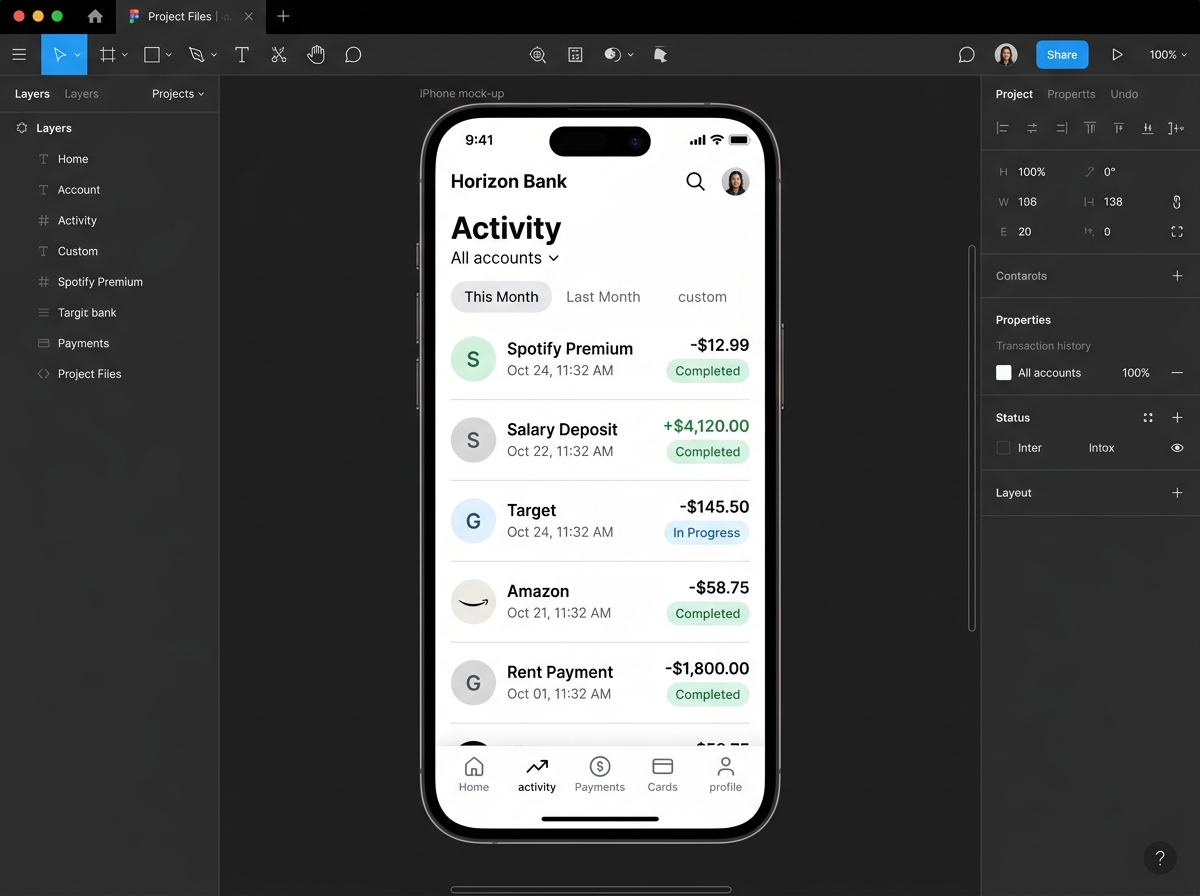 Project Files
100%
Share
Layers
Layers
Projects
Layers
Home
Account
Activity
Custom
Spotify Premium
Targit bank
Payments
Project Files
iPhone mock-up
9:41
Horizon Bank
Activity
All accounts
This Month Last Month custom
S
Spotify Premium -$12.99
Oct 24, 11:32 AM Completed
S
Salary Deposit +$4,120.00
Oct 22, 11:32 AM Completed
G
Target -$145.50
Oct 24, 11:32 AM In Progress
Amazon -$58.75
Oct 21, 11:32 AM Completed
G
Rent Payment -$1,800.00
Oct 01, 11:32 AM Completed
Home activity Payments Cards profile
Project Propertts Undo
H 100% 0°
W 198 138
E 20 0
Contarols
Properties
Transaction history
All accounts 100%
Status
Inter Intox
Layeut
?